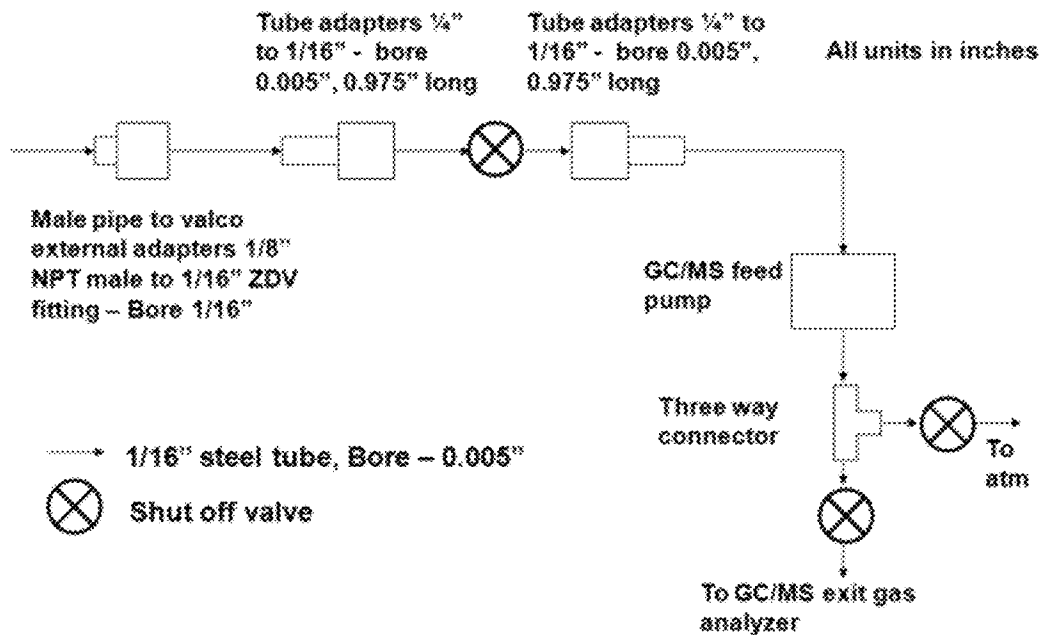 Tube adapters ¼”
to 1/16” - bore
0.005”, 0.975” long
Tube adapters ¼” to
1/16” - bore 0.005”,
0.975” long
All units in inches
Male pipe to valco
external adapters 1/8”
NPT male to 1/16” ZDV
fitting – Bore 1/16”
GC/MS feed
pump
Three way
connector
To
atm
1/16” steel tube, Bore – 0.005”
Shut off valve
To GC/MS exit gas
analyzer